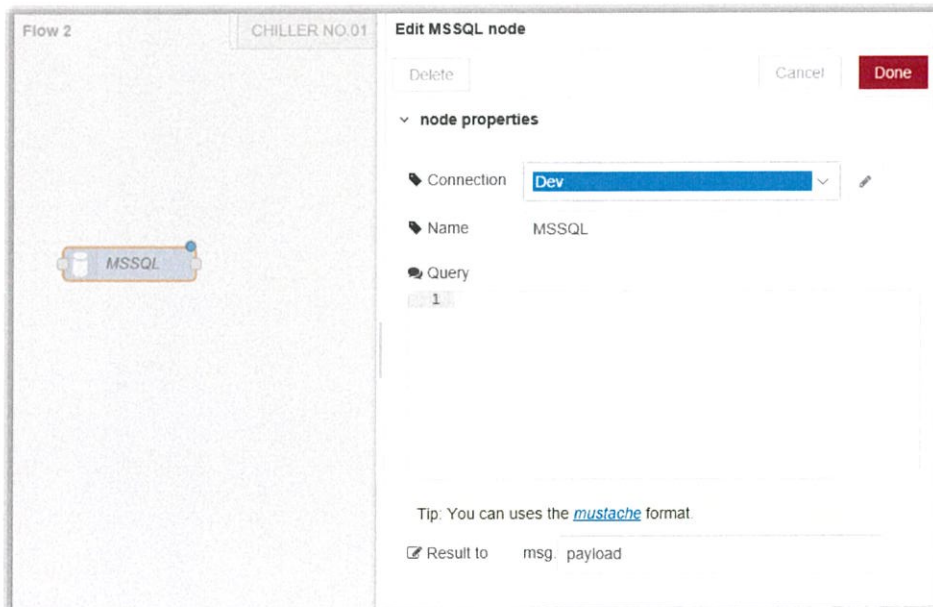 Flow 2
CHILLER NO.01
MSSQL
Edit MSSQL node
Delete
Cancel
Done
node properties
Connection
Dev
Name
MSSQL
Query
1
Tip: You can uses the mustache format.
Result to
msg. payload